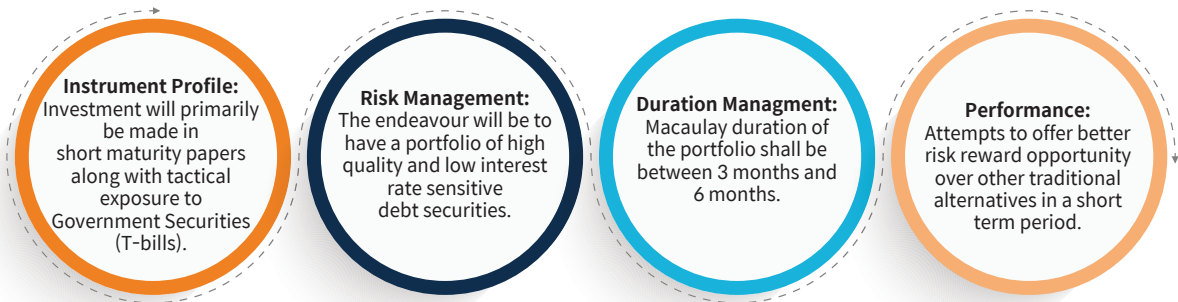 Instrument Profile:
Investment will primarily
be made in
short maturity papers
along with tactical
exposure to
Government Securities
(T-bills).
Risk Management:
The endeavour will be to
have a portfolio of high
quality and low interest
rate sensitive
debt securities.
Duration Managment:
Macaulay duration of
the portfolio shall be
between 3 months and
6 months.
Performance:
Attempts to offer better
risk reward opportunity
over other traditional
alternatives in a short
term period.